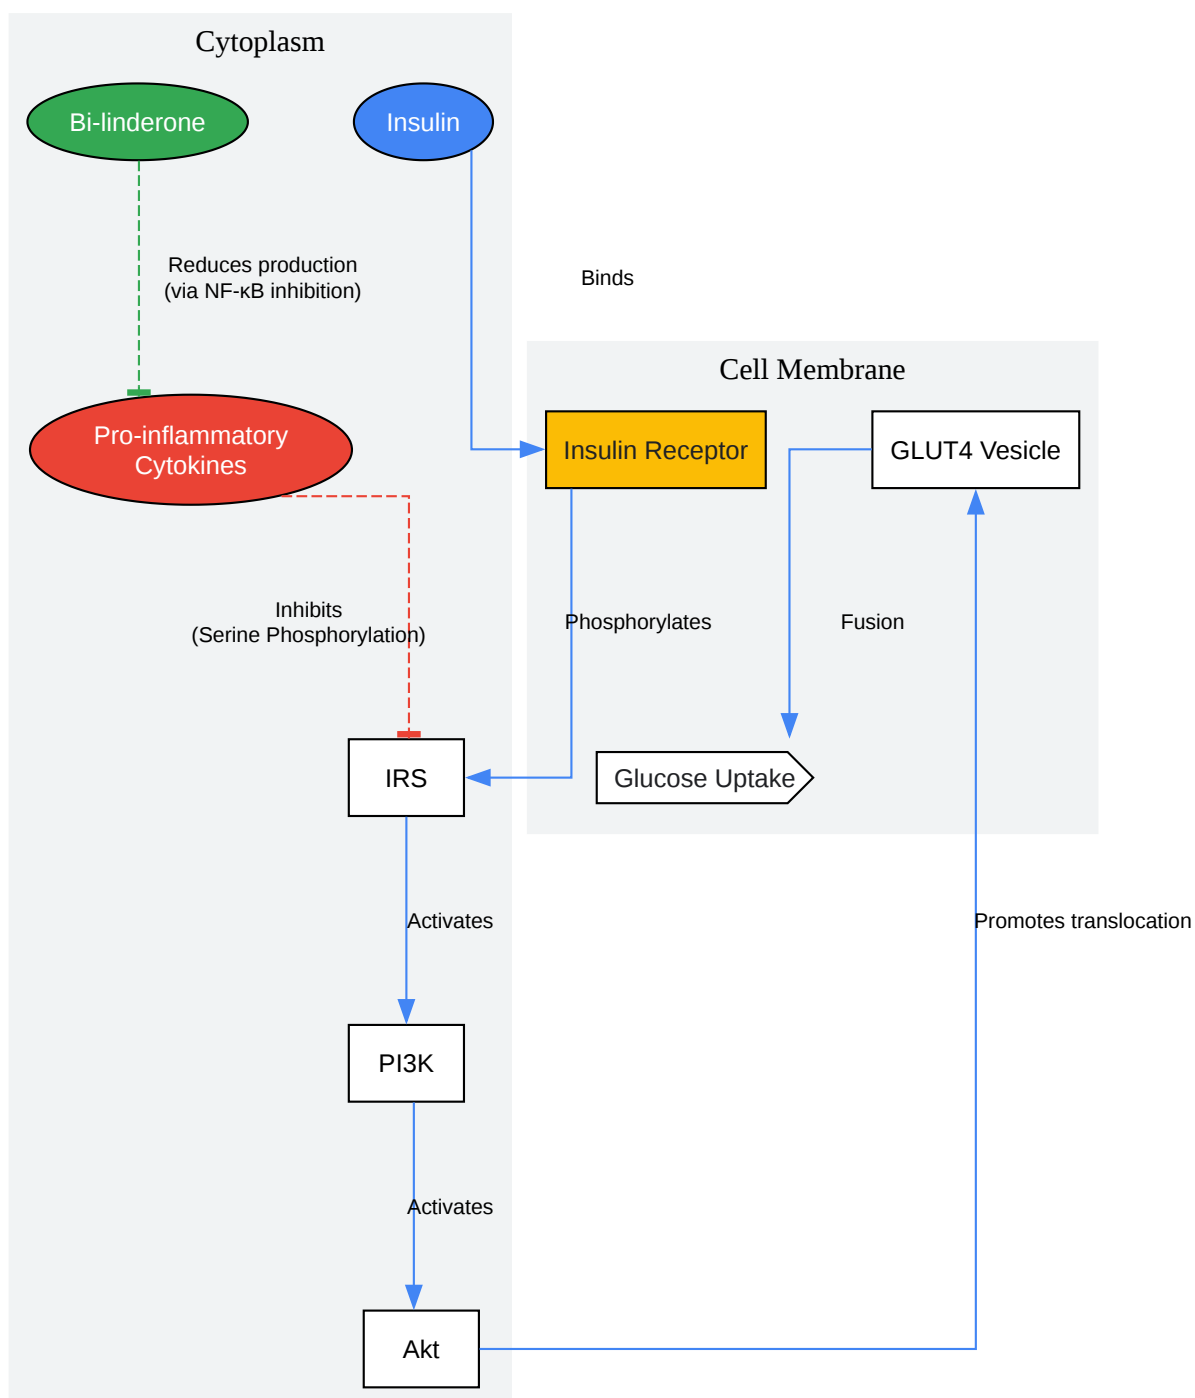 Cytoplasm
Bi-linderone
Insulin
Reduces production
(via NF-κB inhibition)
Binds
Cell Membrane
Pro-inflammatory
Cytokines
Insulin Receptor
GLUT4 Vesicle
Inhibits
(Serine Phosphorylation)
Phosphorylates
Fusion
IRS
Glucose Uptake
Activates
Promotes translocation
PI3K
Activates
Akt